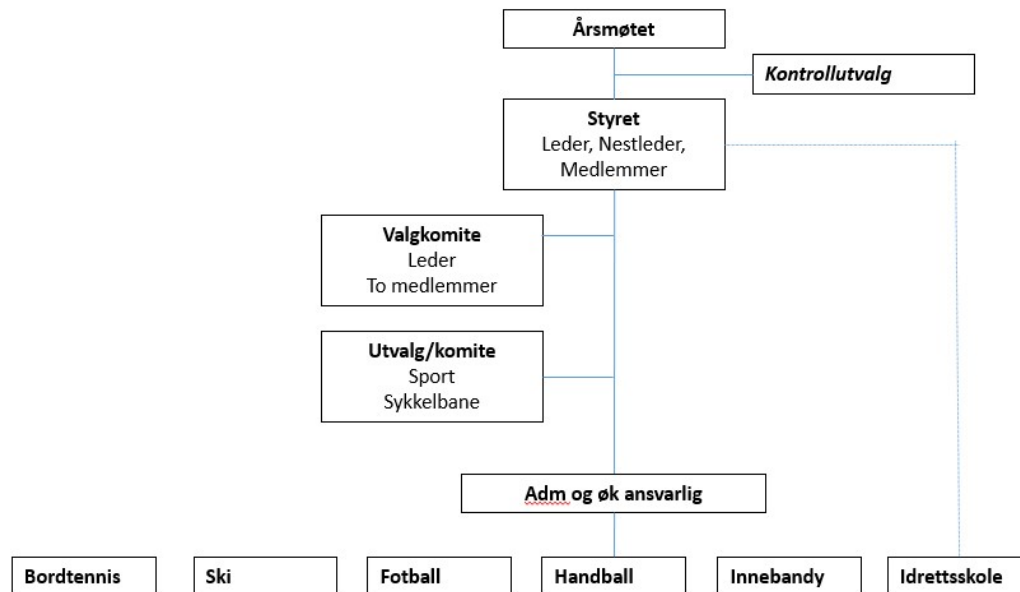 Årsmøtet
Kontrollutvalg
Styret
Leder, Nestleder,
Medlemmer
Valgkomite
Leder
To medlemmer
Utvalg/komite
Sport
Sykkelbane
Adm og øk ansvarlig
Bordtennis
Ski
Fotball
Handball
Innebandy
Idrettsskole